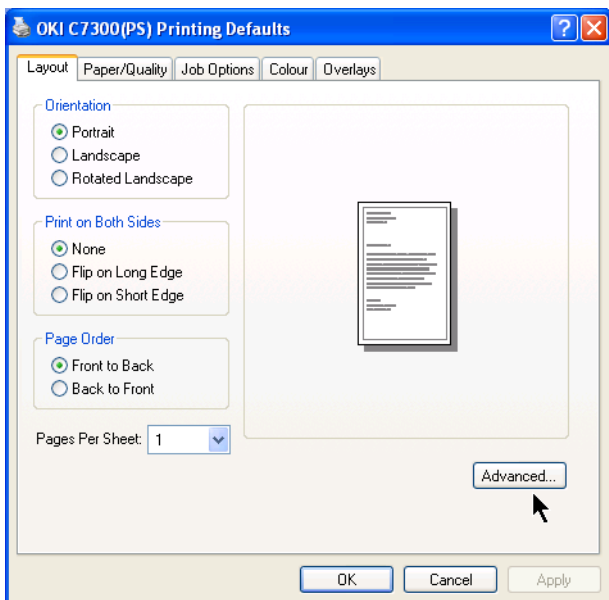 OKI C7300(PS) Printing Defaults
Layout Paper/Quality Job Options Colour Overlays
Orientation
Portrait
Landscape
Rotated Landscape
Print on Both Sides
None
Flip on Long Edge
Flip on Short Edge
Page Order
Front to Back
Back to Front
Pages Per Sheet: 1
Advanced...
OK Cancel Apply